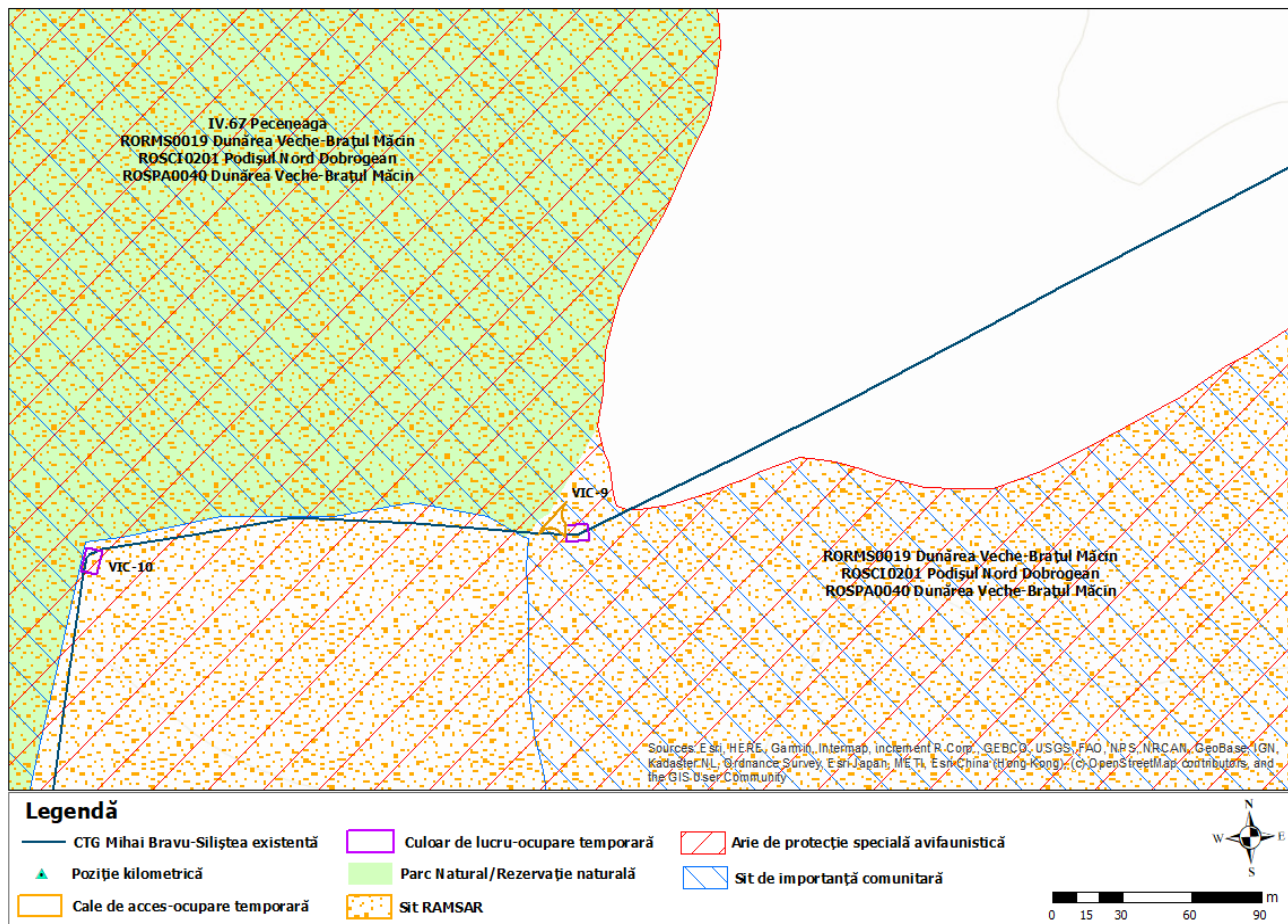 IV.67 Peceneaga
RORMS0019 Dunărea Veche-Brațul Măcin
ROSCI0201 Podișul Nord Dobrogean
ROSPA0040 Dunărea Veche-Brațul Măcin
VIC-9
VIC-10
RORMS0019 Dunărea Veche-Brațul Măcin
ROSCI0201 Podișul Nord Dobrogean
ROSPA0040 Dunărea Veche-Brațul Măcin
Sources: Esri, HERE, Garmin, Intermap, increment P Corp., GEBCO, USGS, FAO, NPS, NRCAN, GeoBase, IGN,
Kadaster NL, Ordnance Survey, Esri Japan, METI, Esri China (Hong Kong), (c) OpenStreetMap contributors, and
the GIS User Community
Legendă
CTG Mihai Bravu-Siliștea existentă
Culoar de lucru-ocupare temporară
Arie de protecție specială avifaunistică
Poziție kilometrică
Parc Natural/Rezervație naturală
Sit de importanță comunitară
Cale de acces-ocupare temporară
Sit RAMSAR
N
W E
S
m
0 15 30 60 90